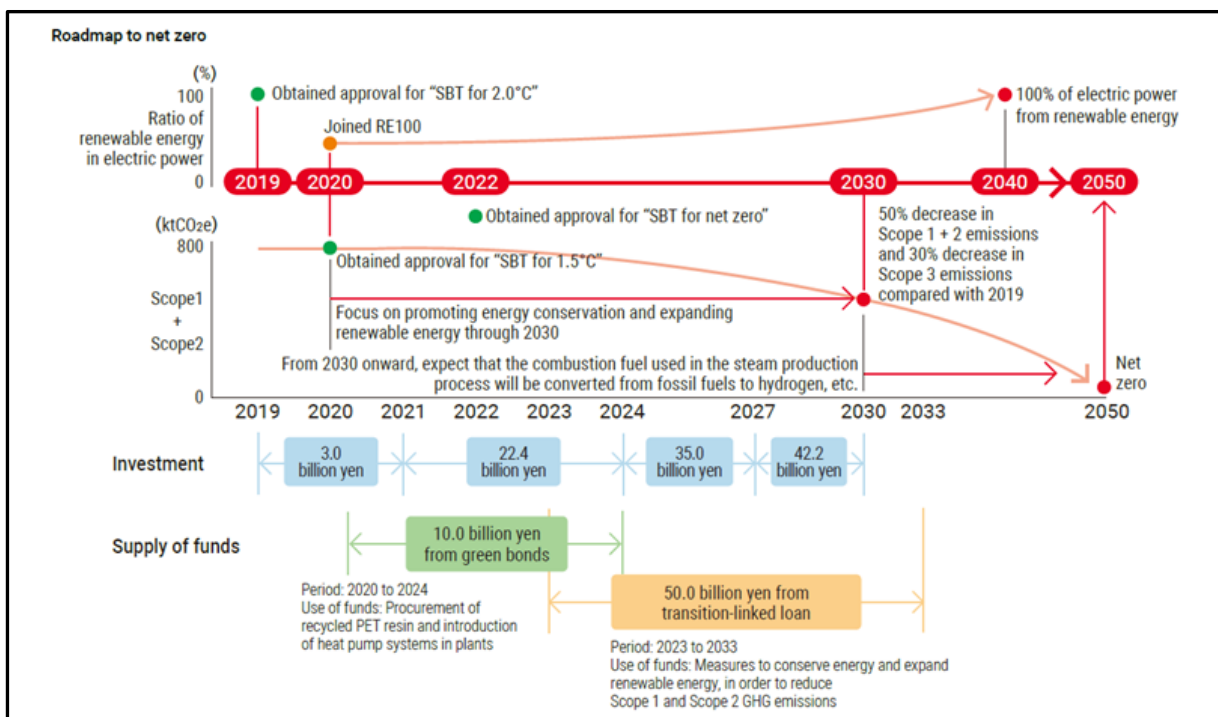 Roadmap to net zero
(%)
100
Ratio of
renewable energy
in electric power
0
Obtained approval for “SBT for 2.0°C”
Joined RE100
100% of electric power
from renewable energy
2019
2020
2022
2030
2040
2050
Obtained approval for “SBT for net zero”
(ktCO₂e)
800
Scope1
+
Scope2
0
Obtained approval for “SBT for 1.5°C”
50% decrease in
Scope 1 + 2 emissions
and 30% decrease in
Scope 3 emissions
compared with 2019
Focus on promoting energy conservation and expanding
renewable energy through 2030
From 2030 onward, expect that the combustion fuel used in the steam production
process will be converted from fossil fuels to hydrogen, etc.
Net
zero
2019
2020
2021
2022
2023
2024
2027
2030
2033
2050
Investment
3.0
billion yen
22.4
billion yen
35.0
billion yen
42.2
billion yen
Supply of funds
10.0 billion yen
from green bonds
Period: 2020 to 2024
Use of funds: Procurement of
recycled PET resin and introduction
of heat pump systems in plants
50.0 billion yen from
transition-linked loan
Period: 2023 to 2033
Use of funds: Measures to conserve energy and expand
renewable energy, in order to reduce
Scope 1 and Scope 2 GHG emissions